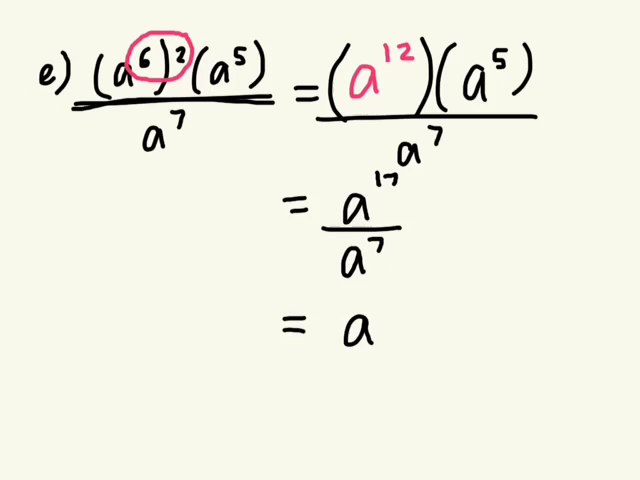 e) (a⁶)²(a⁵) / a⁷ = (a¹²)(a⁵) / a⁷
= a¹⁷ / a⁷
= a